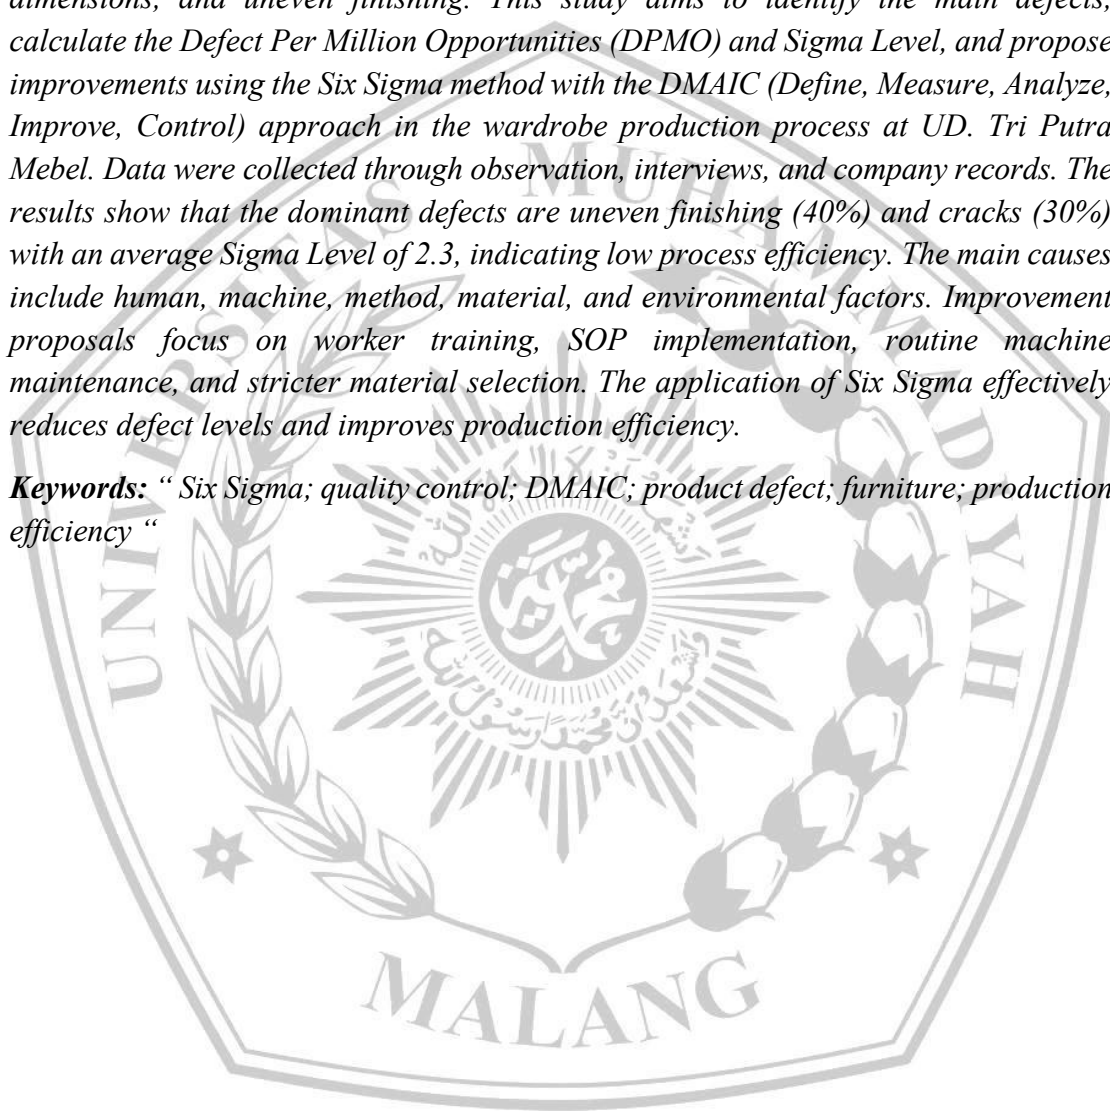 dimensions, and uneven finishing. This study aims to identify the main defects,
calculate the Defect Per Million Opportunities (DPMO) and Sigma Level, and propose
improvements using the Six Sigma method with the DMAIC (Define, Measure, Analyze,
Improve, Control) approach in the wardrobe production process at UD. Tri Putra
Mebel. Data were collected through observation, interviews, and company records. The
results show that the dominant defects are uneven finishing (40%) and cracks (30%)
with an average Sigma Level of 2.3, indicating low process efficiency. The main causes
include human, machine, method, material, and environmental factors. Improvement
proposals focus on worker training, SOP implementation, routine machine
maintenance, and stricter material selection. The application of Six Sigma effectively
reduces defect levels and improves production efficiency.
Keywords: “ Six Sigma; quality control; DMAIC; product defect; furniture; production
efficiency “
UNIVERSITAS MUHAMMADIYAH
MALANG